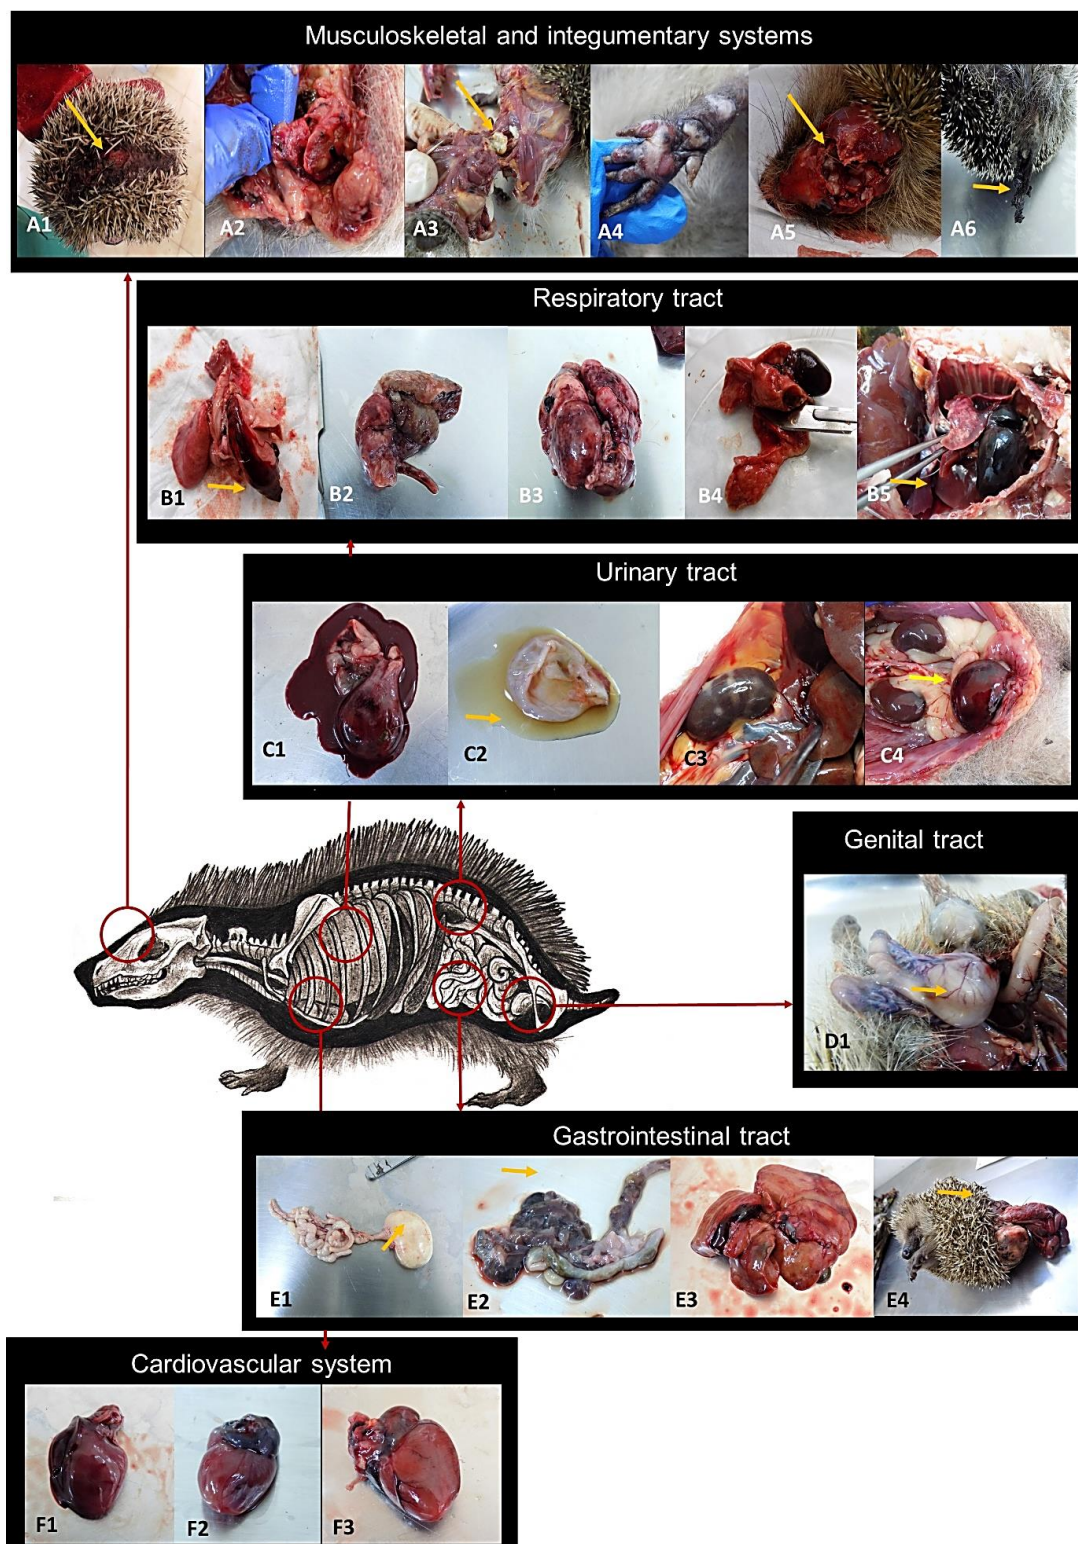 Musculoskeletal and integumentary systems
A1 A2 A3 A4 A5 A6
Respiratory tract
B1 B2 B3 B4 B5
Urinary tract
C1 C2 C3 C4
Genital tract
D1
Gastrointestinal tract
E1 E2 E3 E4
Cardiovascular system
F1 F2 F3